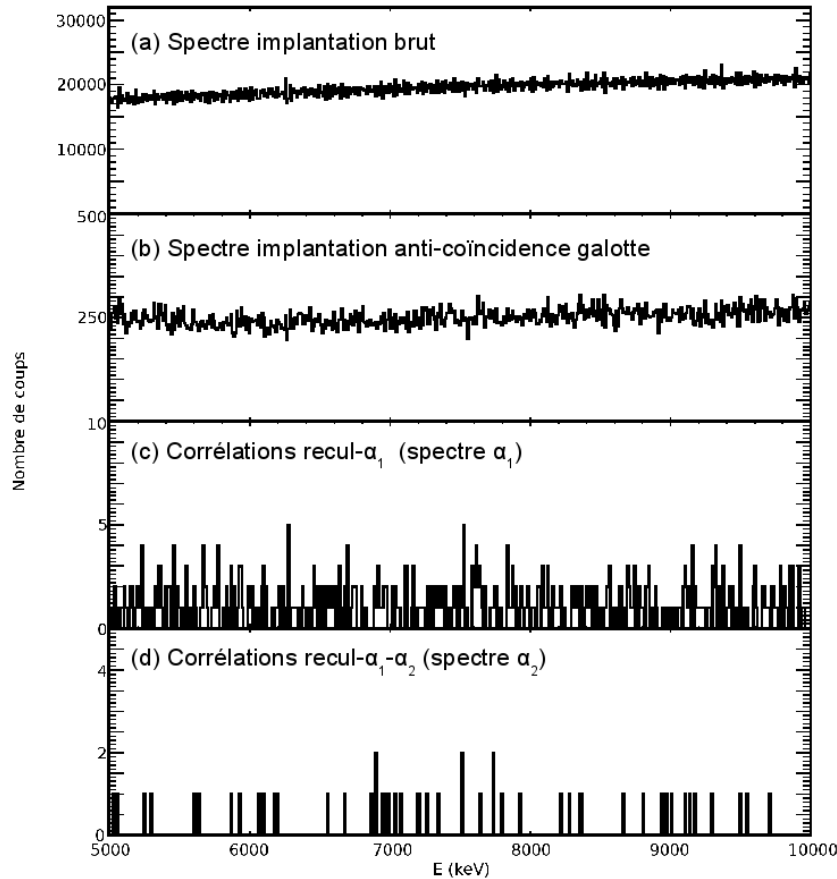 30000
(a) Spectre implantation brut
20000
10000
500
(b) Spectre implantation anti-coïncidence galotte
250
10
(c) Corrélations recul-α₁ (spectre α₁)
5
0
(d) Corrélations recul-α₁-α₂ (spectre α₂)
4
2
0
5000 6000 7000 8000 9000 10000
E (keV)
Nombre de coups